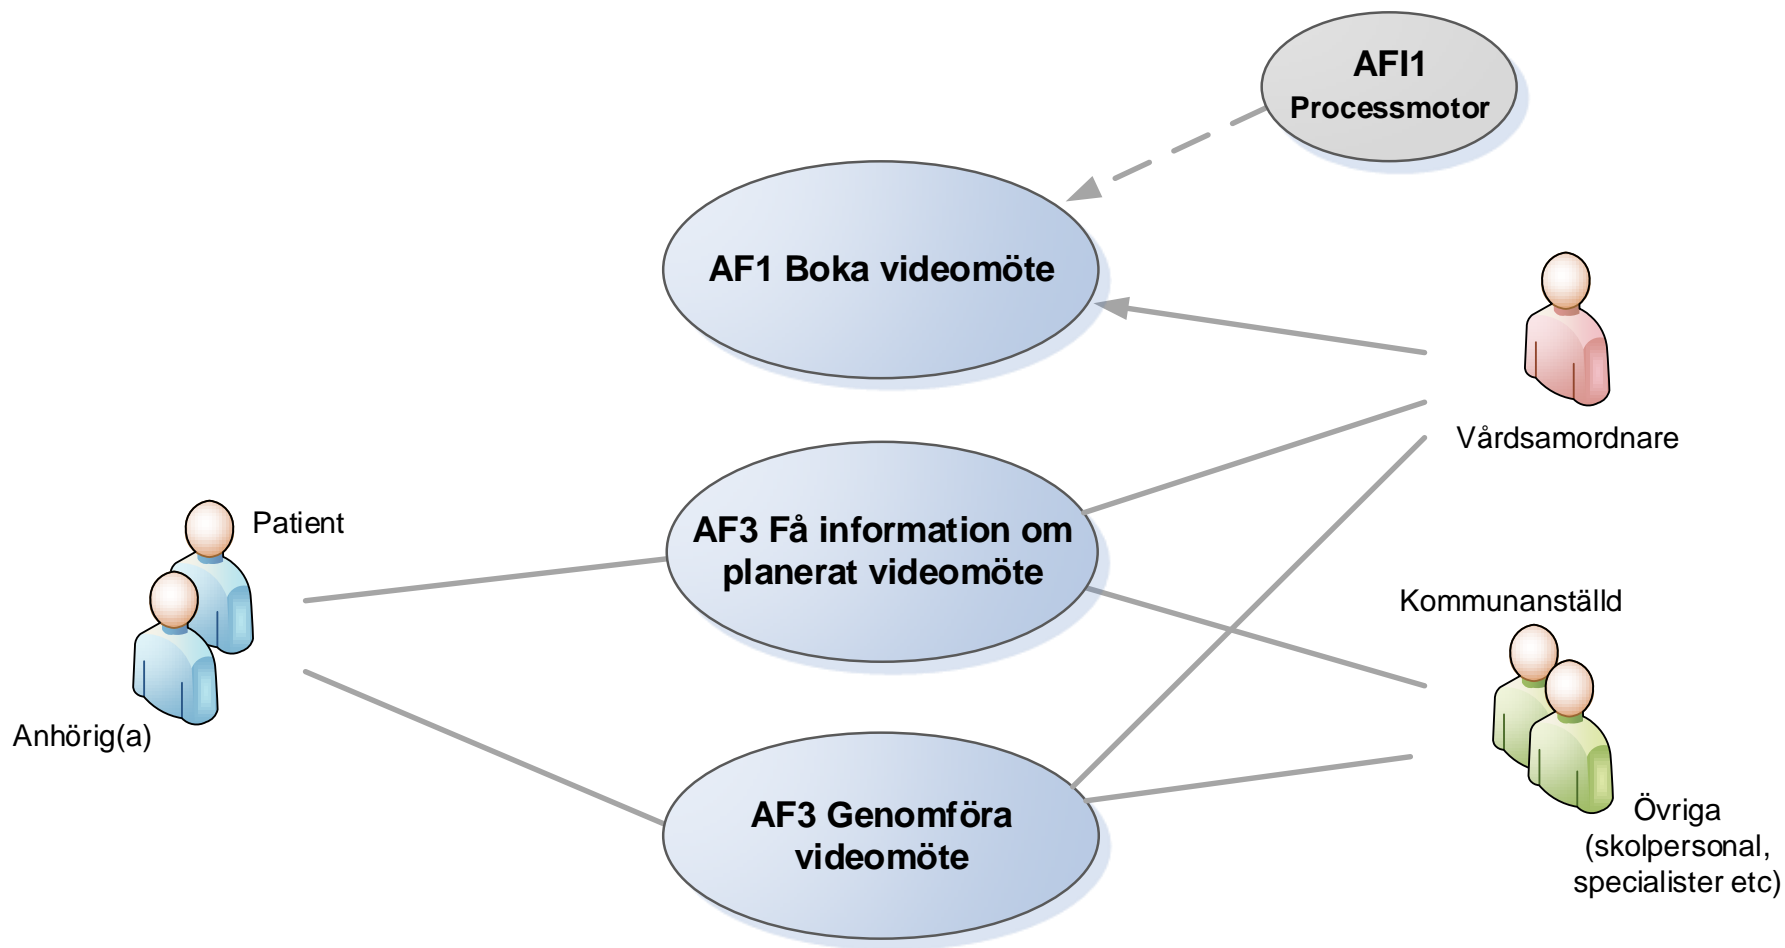 AFI1
Processmotor
AF1 Boka videomöte
Vårdsamordnare
AF3 Få information om
planerat videomöte
Patient
Anhörig(a)
Kommunanställd
AF3 Genomföra
videomöte
Övriga
(skolpersonal,
specialister etc)